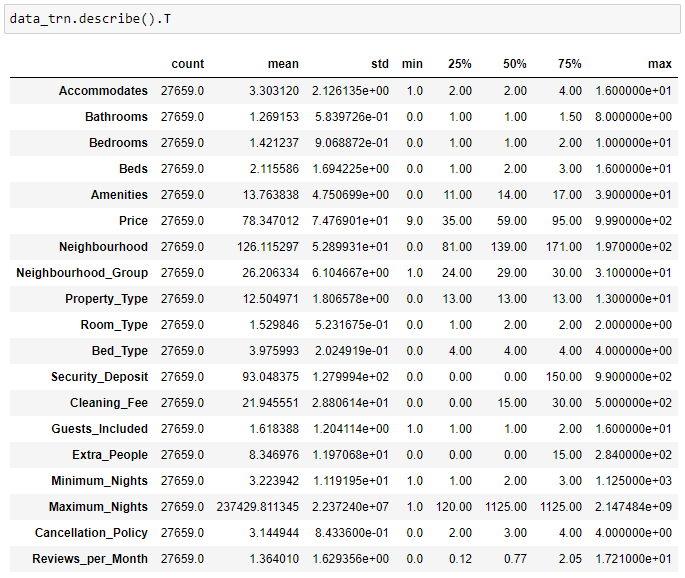 data_trn.describe().T
count mean std min 25% 50% 75% max
Accommodates 27659.0 3.303120 2.126135e+00 1.0 2.00 2.00 4.00 1.600000e+01
Bathrooms 27659.0 1.269153 5.839726e-01 0.0 1.00 1.00 1.50 8.000000e+00
Bedrooms 27659.0 1.421237 9.068872e-01 0.0 1.00 1.00 2.00 1.000000e+01
Beds 27659.0 2.115586 1.694225e+00 0.0 1.00 2.00 3.00 1.600000e+01
Amenities 27659.0 13.763838 4.750699e+00 0.0 11.00 14.00 17.00 3.900000e+01
Price 27659.0 78.347012 7.476901e+01 9.0 35.00 59.00 95.00 9.990000e+02
Neighbourhood 27659.0 126.115297 5.289931e+01 0.0 81.00 139.00 171.00 1.970000e+02
Neighbourhood_Group 27659.0 26.206334 6.104667e+00 1.0 24.00 29.00 30.00 3.100000e+01
Property_Type 27659.0 12.504971 1.806578e+00 0.0 13.00 13.00 13.00 1.300000e+01
Room_Type 27659.0 1.529846 5.231675e-01 0.0 1.00 2.00 2.00 2.000000e+00
Bed_Type 27659.0 3.975993 2.024919e-01 0.0 4.00 4.00 4.00 4.000000e+00
Security_Deposit 27659.0 93.048375 1.279994e+02 0.0 0.00 0.00 150.00 9.900000e+02
Cleaning_Fee 27659.0 21.945551 2.880614e+01 0.0 0.00 15.00 30.00 5.000000e+02
Guests_Included 27659.0 1.618388 1.204114e+00 1.0 1.00 1.00 2.00 1.600000e+01
Extra_People 27659.0 8.346976 1.197068e+01 0.0 0.00 0.00 15.00 2.840000e+02
Minimum_Nights 27659.0 3.223942 1.119195e+01 1.0 1.00 2.00 3.00 1.125000e+03
Maximum_Nights 27659.0 237429.811345 2.237240e+07 1.0 120.00 1125.00 1125.00 2.147484e+09
Cancellation_Policy 27659.0 3.144944 8.433600e-01 0.0 2.00 3.00 4.00 4.000000e+00
Reviews_per_Month 27659.0 1.364010 1.629356e+00 0.0 0.12 0.77 2.05 1.721000e+01